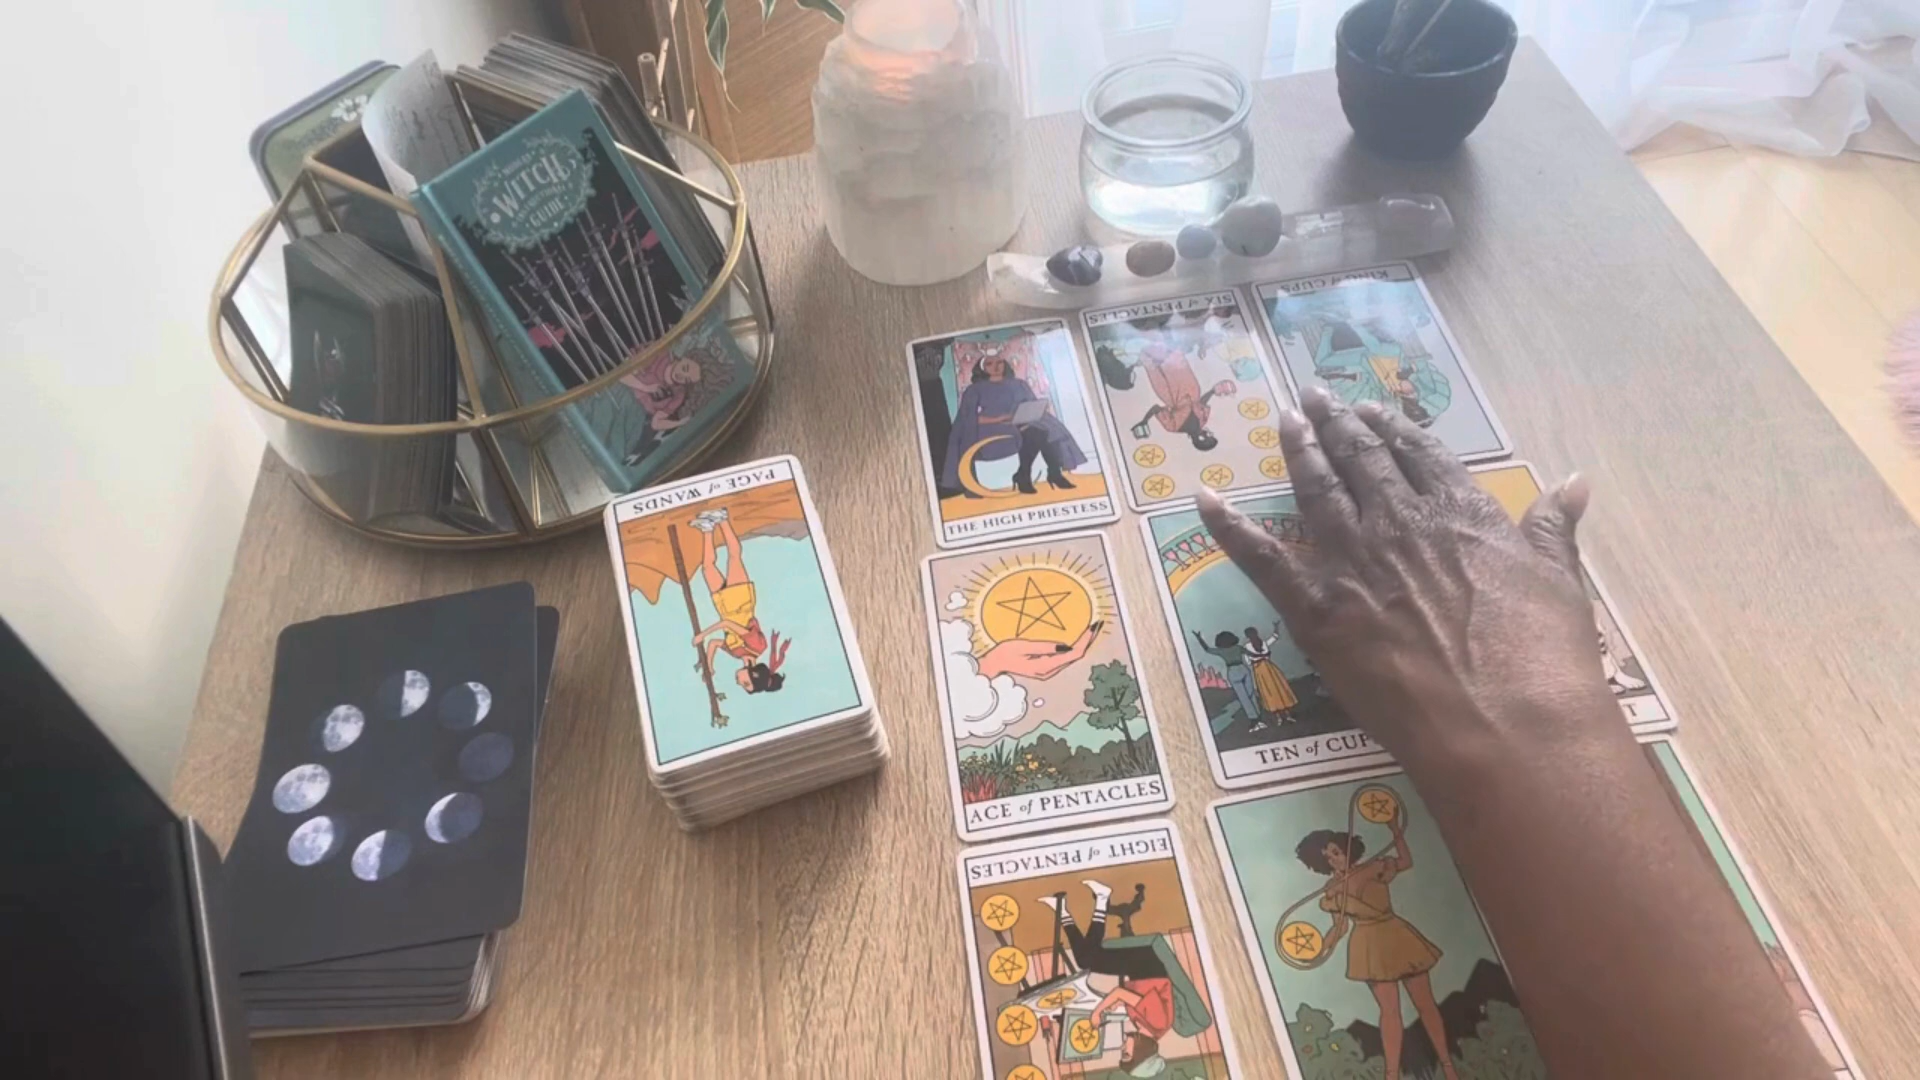 MODERN
WITCH
GUIDE
KING of CUPS
SIX of PENTACLES
THE HIGH PRIESTESS
PAGE of WANDS
ACE of PENTACLES
TEN of CUP
T
EIGHT of PENTACLES